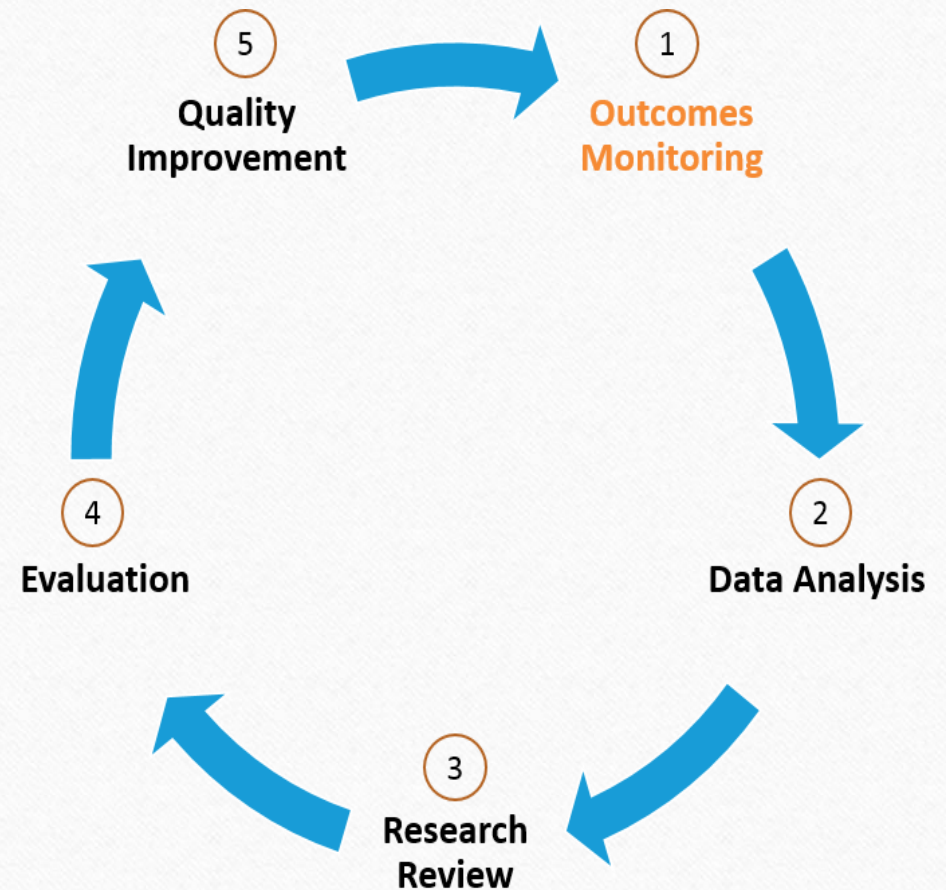 5
Quality
Improvement
1
Outcomes
Monitoring
2
Data Analysis
3
Research
Review
4
Evaluation